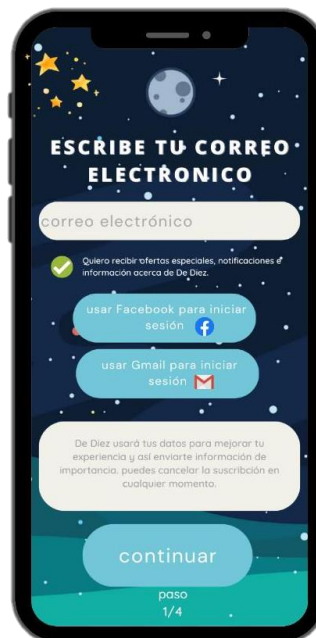 ESCRIBE TU CORREO
ELECTRONICO
correo electrónico
Quiero recibir ofertas especiales, notificaciones e
información acerca de De Diez.
usar Facebook para iniciar
sesión
usar Gmail para iniciar
sesión
De Diez usará tus datos para mejorar tu
experiencia y así enviarte información de
importancia. puedes cancelar la suscribción en
cualquier momento.
continuar
paso
1/4